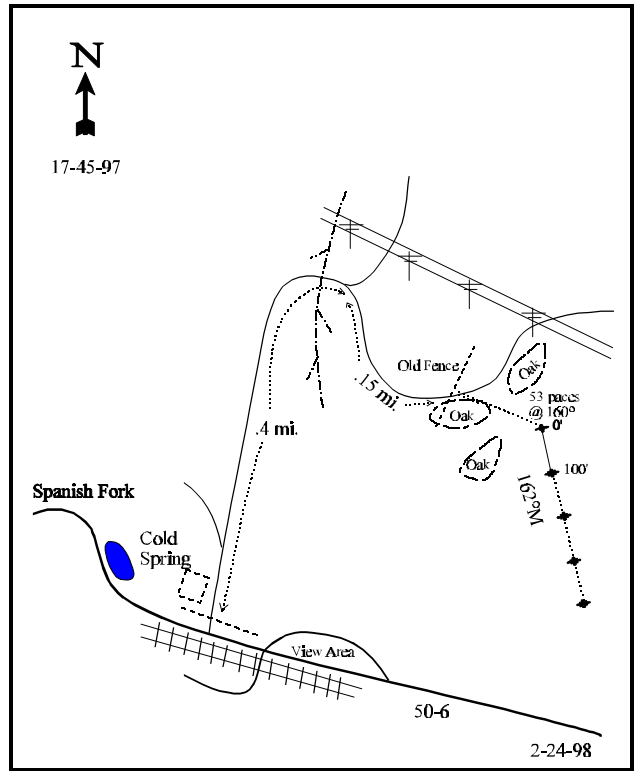 N
17-45-97
Old Fence
Oak
53 paces
@ 160°
0'
.15 mi.
Oak
.4 mi.
Oak
100'
162°M
Spanish Fork
Cold
Spring
View Area
50-6
2-24-98